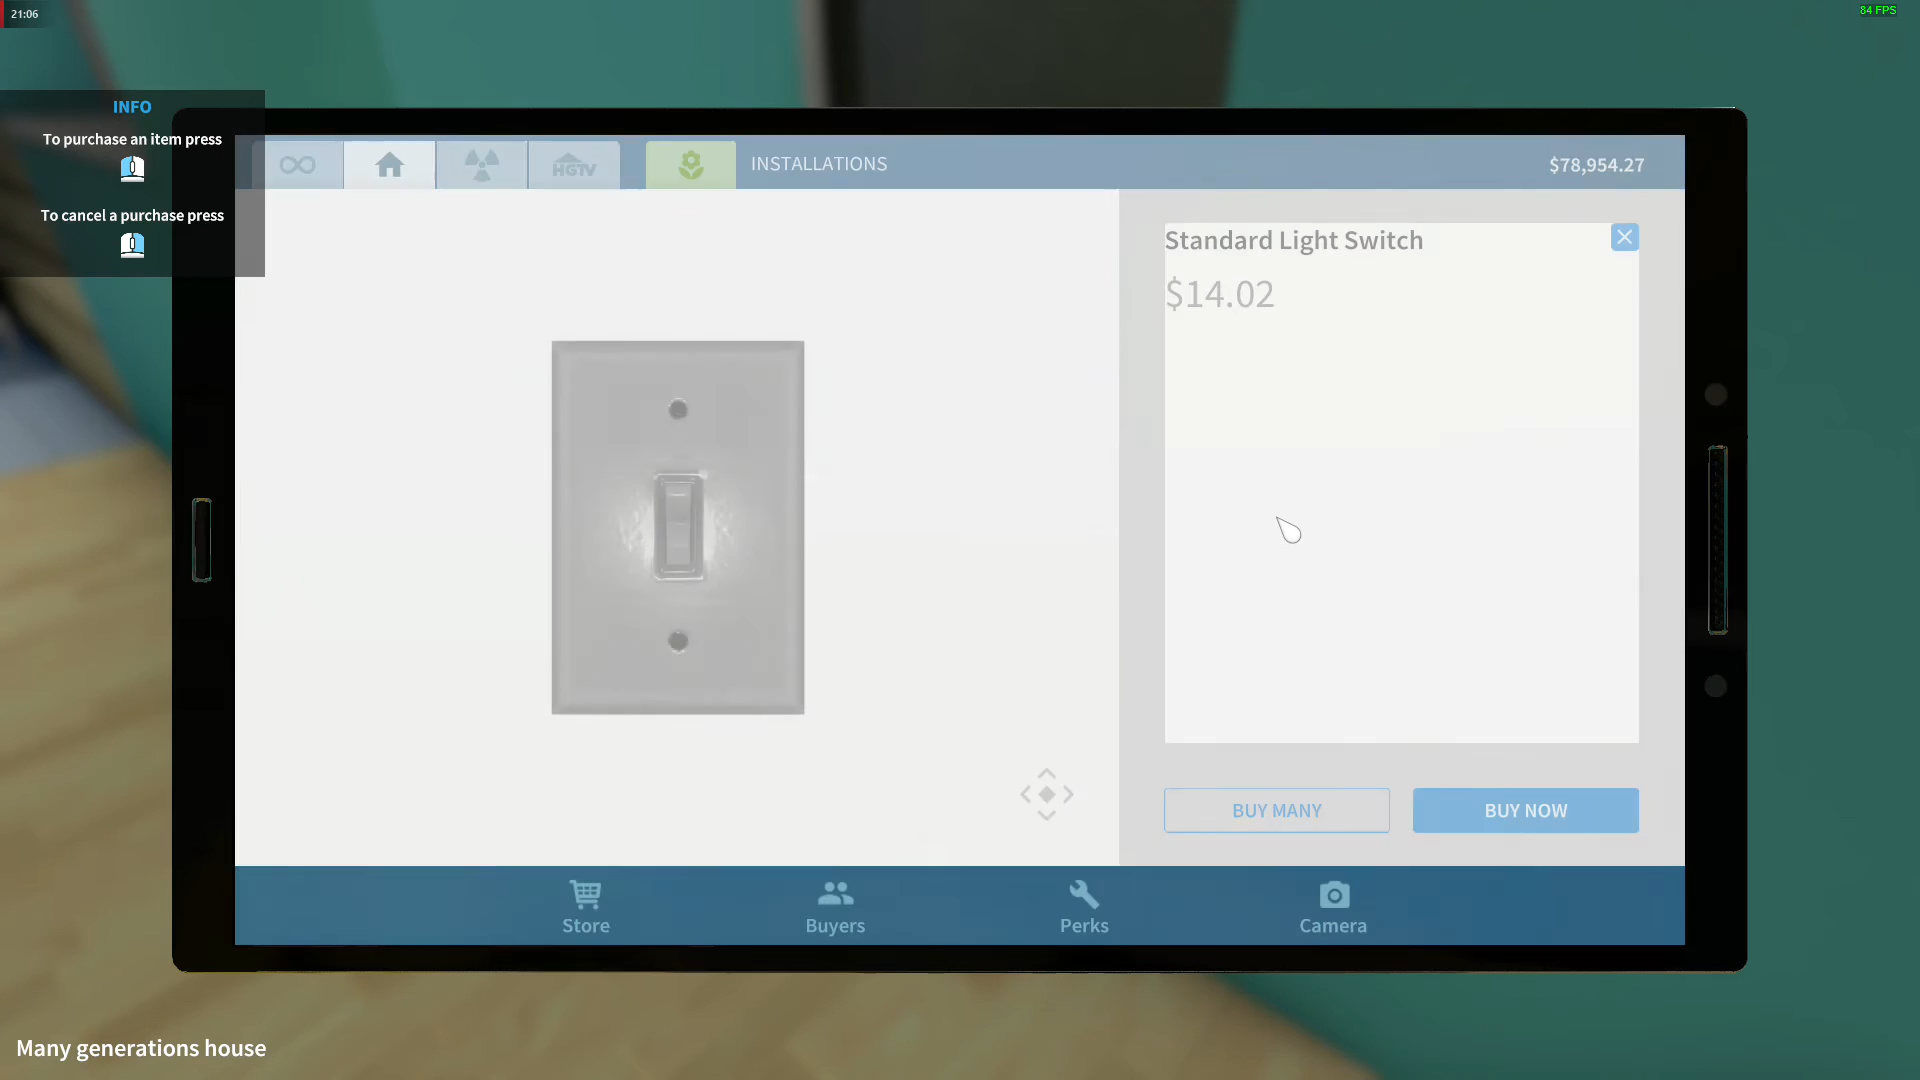 21:06
84 FPS
INFO
To purchase an item press
To cancel a purchase press
HGTV
INSTALLATIONS
$78,954.27
Standard Light Switch
$14.02
BUY MANY
BUY NOW
Store
Buyers
Perks
Camera
Many generations house